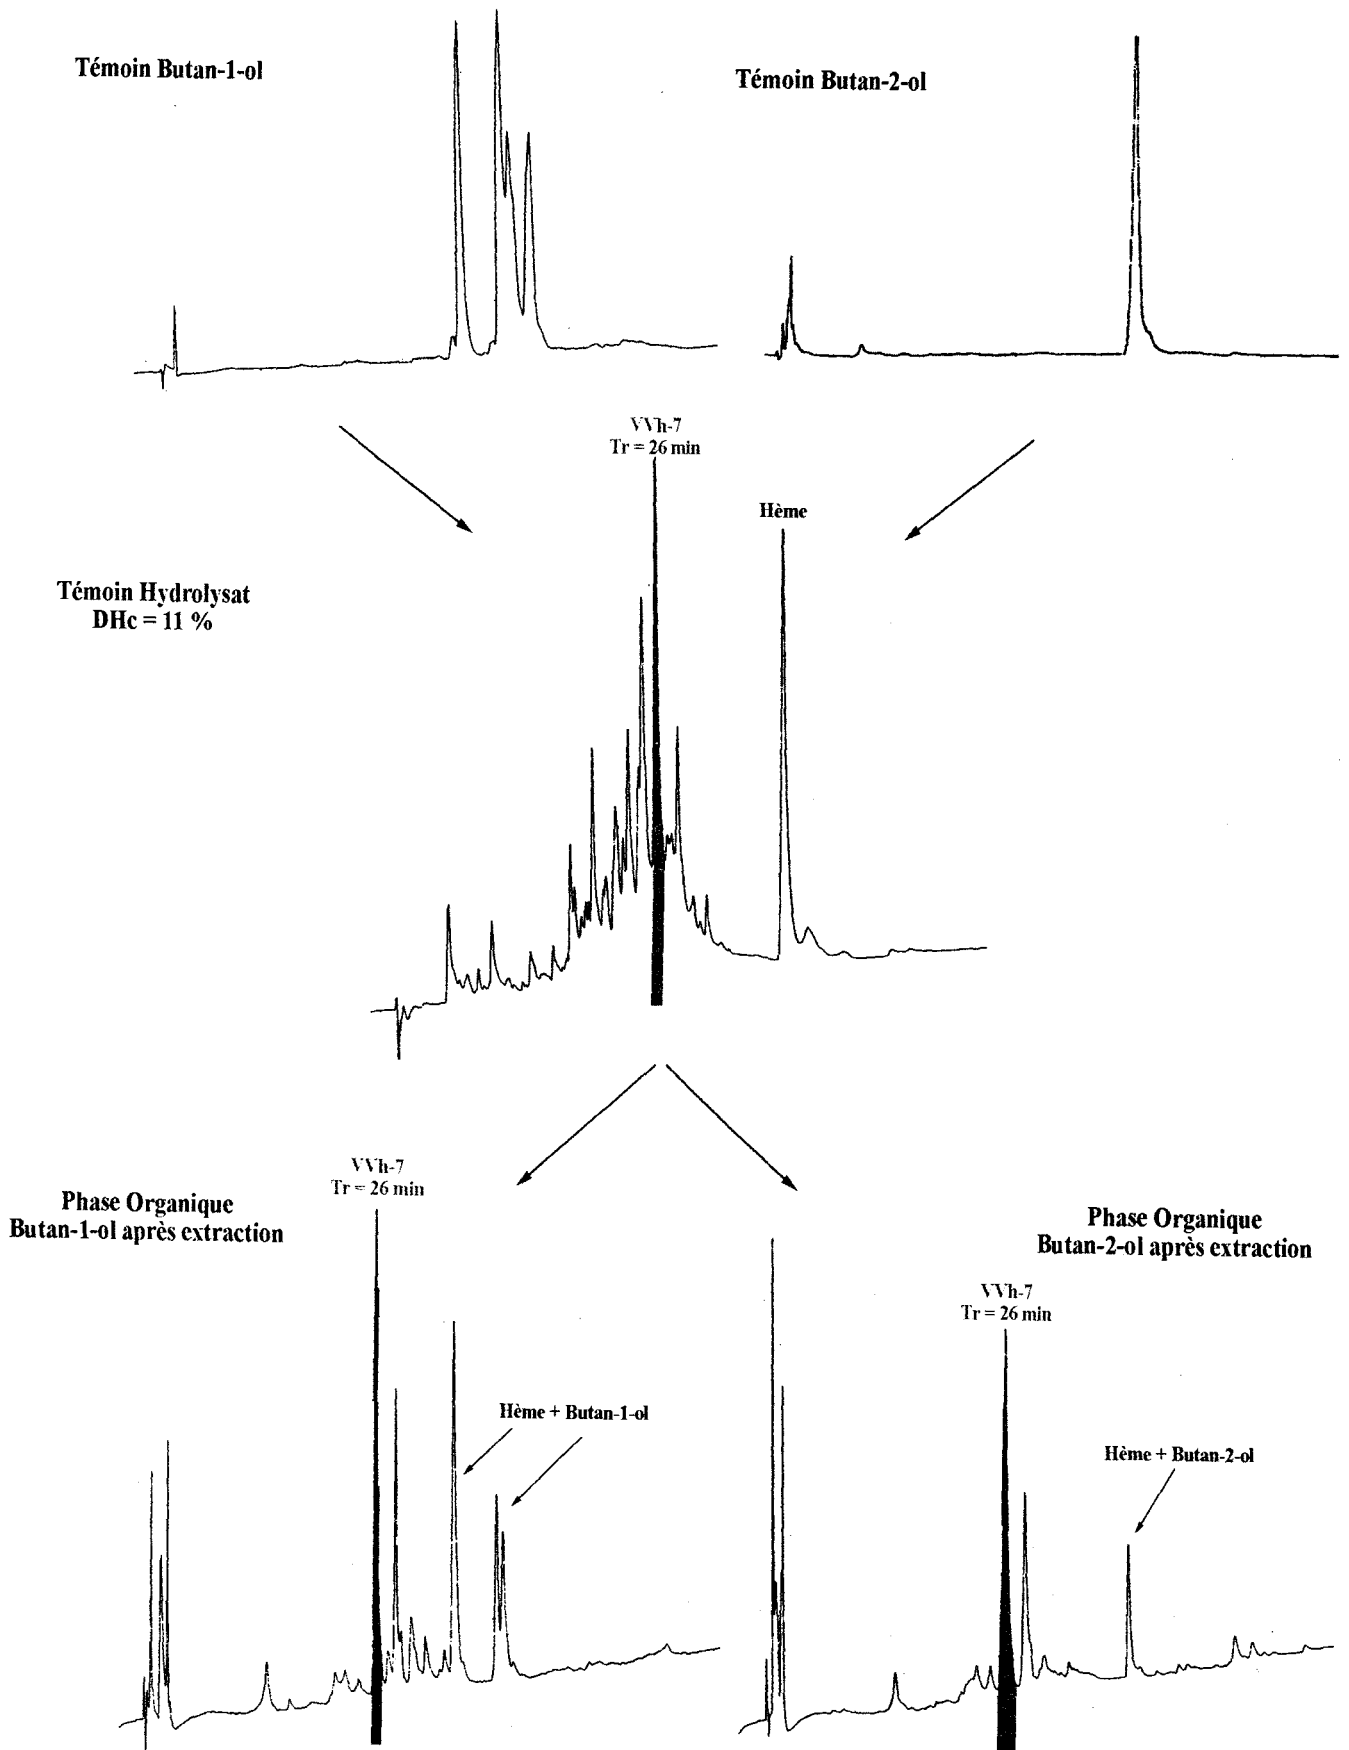 Témoin Butan-1-ol
Témoin Butan-2-ol
VVh-7
Tr = 26 min
Hème
Témoin Hydrolysat
DHc = 11 %
VVh-7
Tr = 26 min
Phase Organique
Butan-1-ol après extraction
Hème + Butan-1-ol
Phase Organique
Butan-2-ol après extraction
VVh-7
Tr = 26 min
Hème + Butan-2-ol